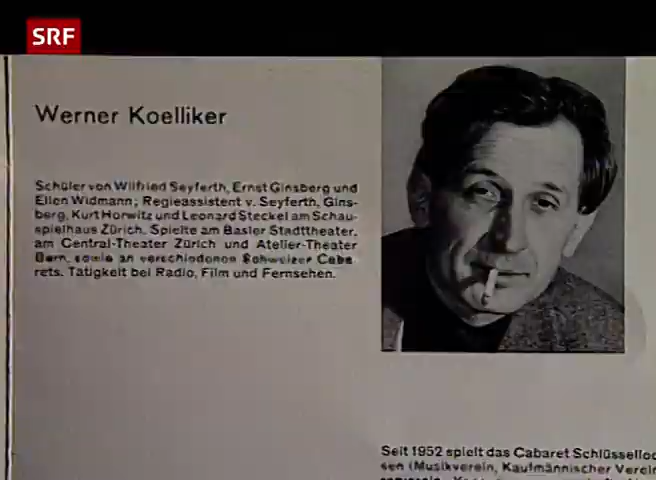 SRF
Werner Koelliker
Schüler von Wilfried Seyferth, Ernst Ginsberg und
Ellen Widmann; Regieassistent v. Seyferth, Gins-
berg, Kurt Horwitz und Leonard Steckel am Schau-
spielhaus Zürich. Spielte am Basler Stadttheater,
am Central-Theater Zürich und Atelier-Theater
Bern, sowie an verschiedenen Schweizer Caba
rets. Tätigkeit bei Radio, Film und Fernsehen.
Seit 1952 spielt das Cabaret Schlüsselloc
sen (Musikverein, Kaufmännischer Verein